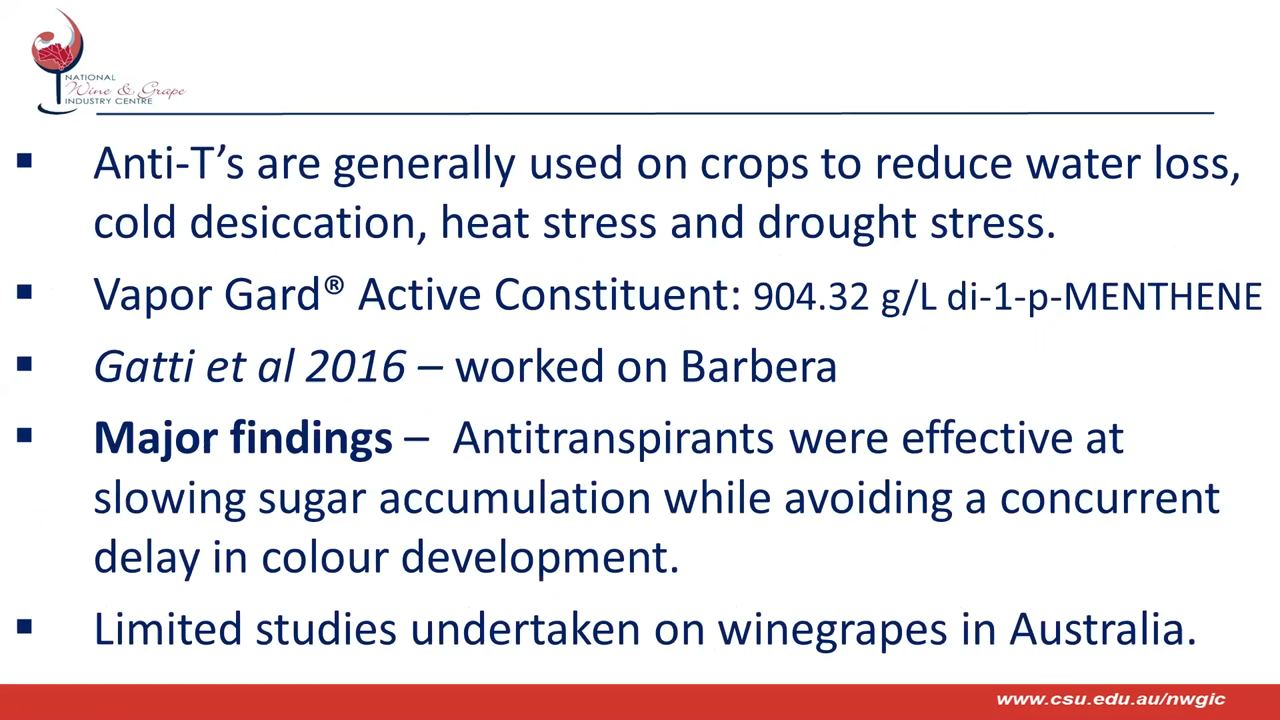 NATIONAL
Wine & Grape
INDUSTRY CENTRE
▪ Anti-T’s are generally used on crops to reduce water loss,
cold desiccation, heat stress and drought stress.
▪ Vapor Gard® Active Constituent: 904.32 g/L di-1-p-MENTHENE
▪ Gatti et al 2016 – worked on Barbera
▪ Major findings – Antitranspirants were effective at
slowing sugar accumulation while avoiding a concurrent
delay in colour development.
▪ Limited studies undertaken on winegrapes in Australia.
www.csu.edu.au/nwgic